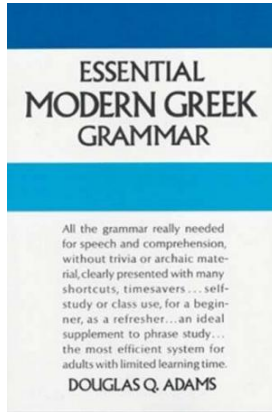 ESSENTIAL
MODERN GREEK
GRAMMAR
All the grammar really needed
for speech and comprehension,
without trivia or archaic mate-
rial, clearly presented with many
shortcuts, timesavers... self-
study or class use, for a begin-
ner, as a refresher...an ideal
supplement to phrase study...
the most efficient system for
adults with limited learning time.
DOUGLAS Q. ADAMS